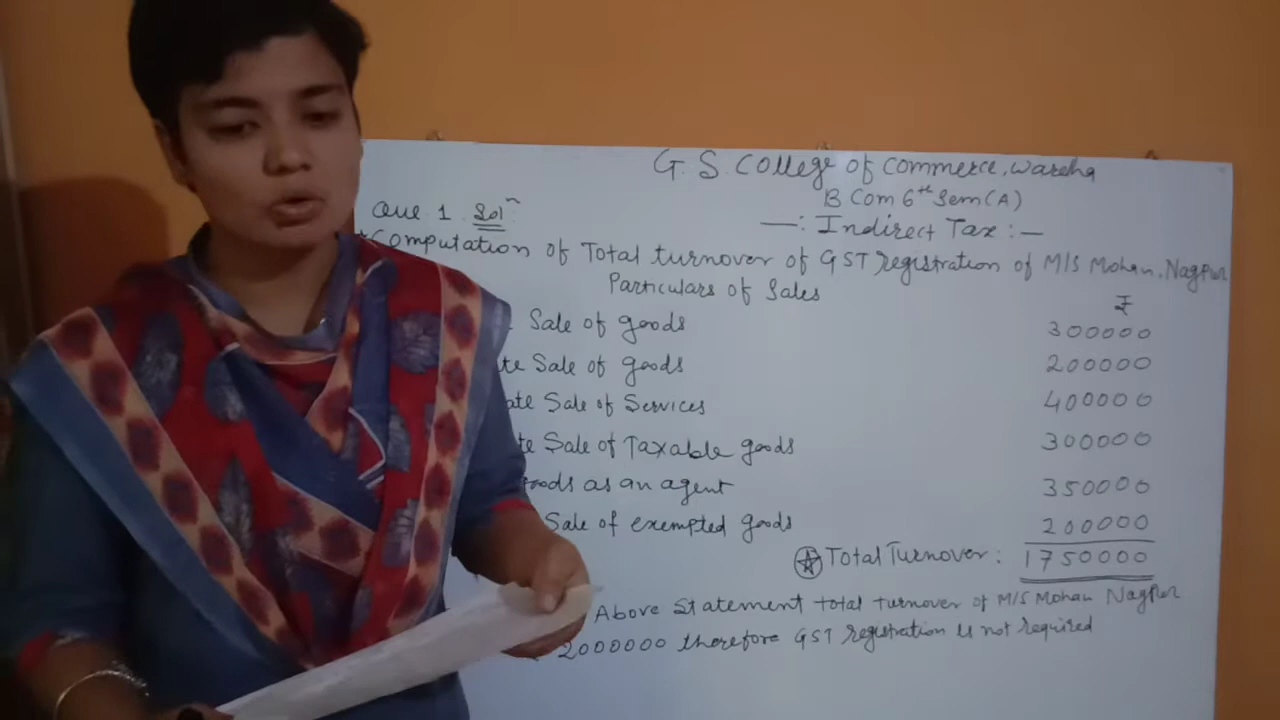 G. S. College of Commerce, Wardha
B Com 6th Sem (A)
Que 1 Solⁿ
—: Indirect Tax :—
*Computation of Total turnover of GST registration of M/S Mohan, Nagpur
Particulars of Sales ₹
Sale of goods 300000
te Sale of goods 200000
ate Sale of Services 400000
te Sale of Taxable goods 300000
goods as an agent 350000
Sale of exempted goods 200000
Total Turnover: 1750000
Above Statement total turnover of M/S Mohan Nagpur
2000000 therefore GST registration is not required